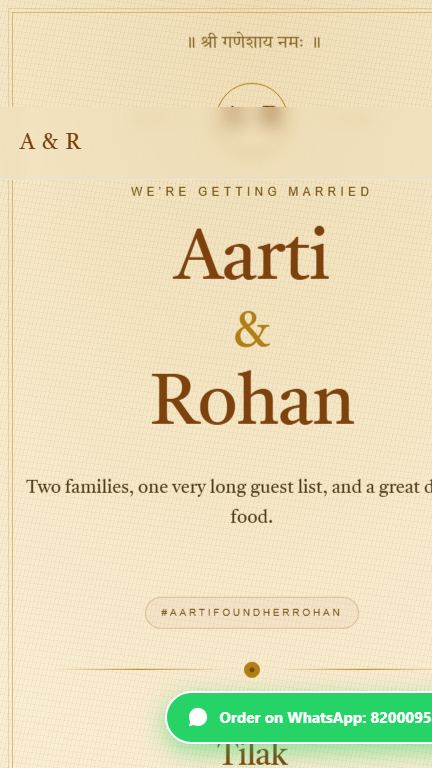 ॥ श्री गणेशाय नमः ॥
A & R
WE'RE GETTING MARRIED
Aarti
&
Rohan
Two families, one very long guest list, and a great d
food.
#AARTIFOUNDHERROHAN
Order on WhatsApp: 8200095
Tilak